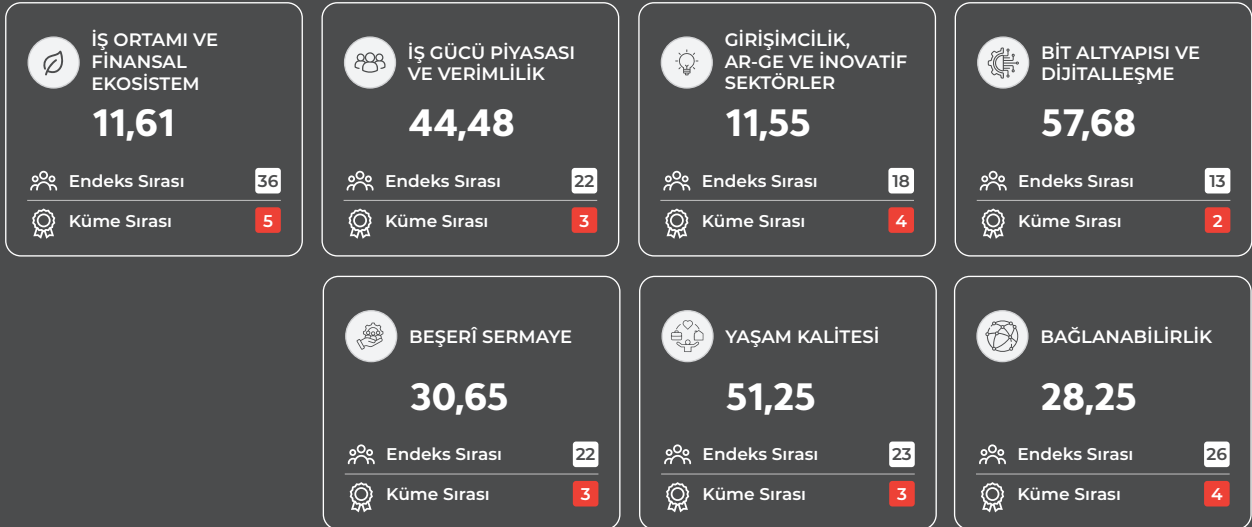 İŞ ORTAMI VE
FİNANSAL
EKOSİSTEM
11,61
Endeks Sırası 36
Küme Sırası 5
İŞ GÜCÜ PİYASASI
VE VERİMLİLİK
44,48
Endeks Sırası 22
Küme Sırası 3
GİRİŞİMCİLİK,
AR-GE VE İNOVATİF
SEKTÖRLER
11,55
Endeks Sırası 18
Küme Sırası 4
BİT ALTYAPISI VE
DİJİTALLEŞME
57,68
Endeks Sırası 13
Küme Sırası 2
BEŞERÎ SERMAYE
30,65
Endeks Sırası 22
Küme Sırası 3
YAŞAM KALİTESİ
51,25
Endeks Sırası 23
Küme Sırası 3
BAĞLANABİLİRLİK
28,25
Endeks Sırası 26
Küme Sırası 4